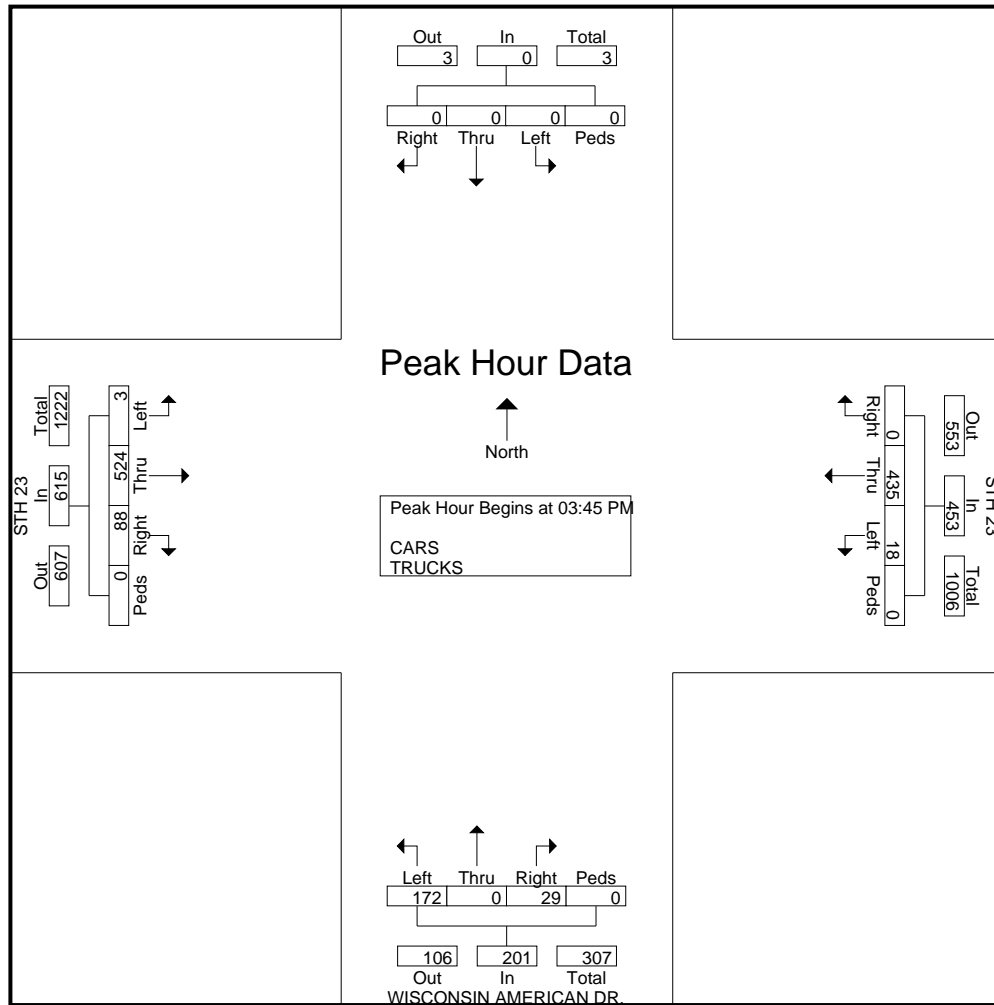 Out In Total
3 0 3
0 0 0 0
Right Thru Left Peds
Peak Hour Data
North
Peak Hour Begins at 03:45 PM
CARS
TRUCKS
STH 23
Out In Total
607 615 1222
0 88 524 3
Peds Right Thru Left
Right Thru Left Peds
0 435 18 0
553 453 1006
Out In Total
STH 23
Left Thru Right Peds
172 0 29 0
106 201 307
Out In Total
WISCONSIN AMERICAN DR.